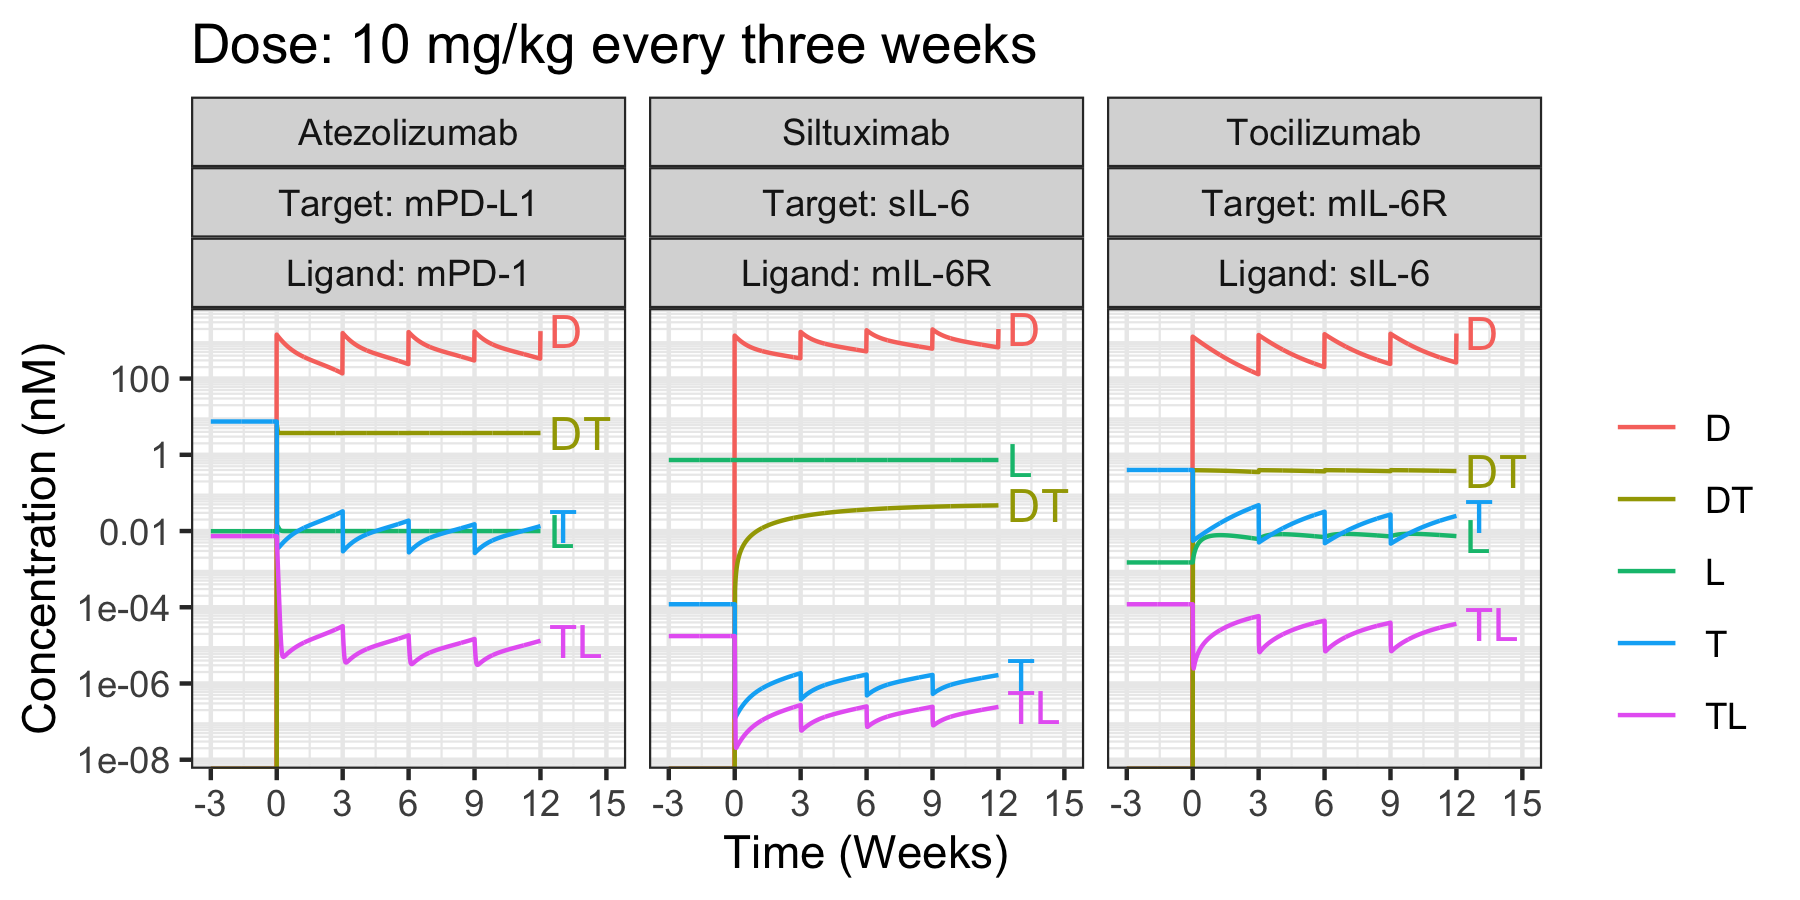 Dose: 10 mg/kg every three weeks
Atezolizumab
Target: mPD-L1
Ligand: mPD-1
Siltuximab
Target: sIL-6
Ligand: mIL-6R
Tocilizumab
Target: mIL-6R
Ligand: sIL-6
Concentration (nM)
100
1
0.01
1e-04
1e-06
1e-08
D
DT
T
L
TL
D
L
DT
T
TL
D
DT
T
L
TL
-3 0 3 6 9 12 15
-3 0 3 6 9 12 15
-3 0 3 6 9 12 15
Time (Weeks)
D
DT
L
T
TL